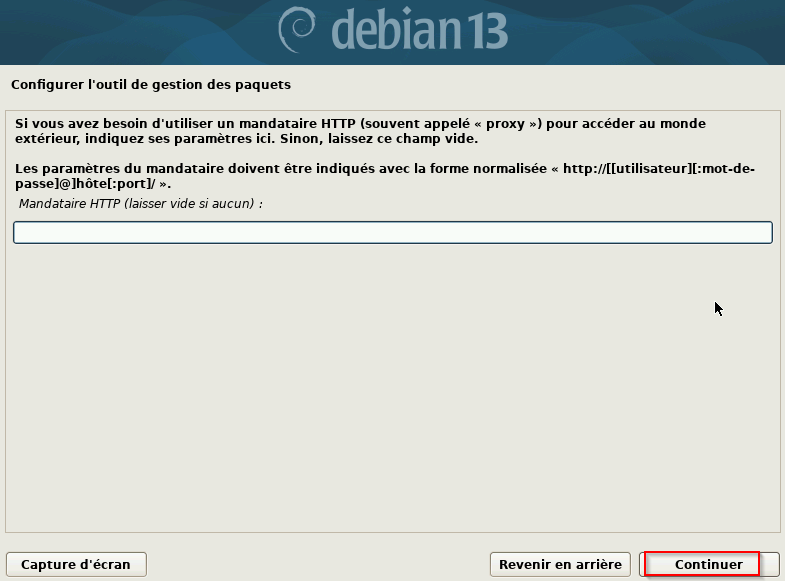 debian 13
Configurer l'outil de gestion des paquets
Si vous avez besoin d'utiliser un mandataire HTTP (souvent appelé « proxy ») pour accéder au monde
extérieur, indiquez ses paramètres ici. Sinon, laissez ce champ vide.
Les paramètres du mandataire doivent être indiqués avec la forme normalisée « http://[[utilisateur][:mot-de-
passe]@]hôte[:port]/ ».
Mandataire HTTP (laisser vide si aucun) :
Capture d'écran
Revenir en arrière
Continuer